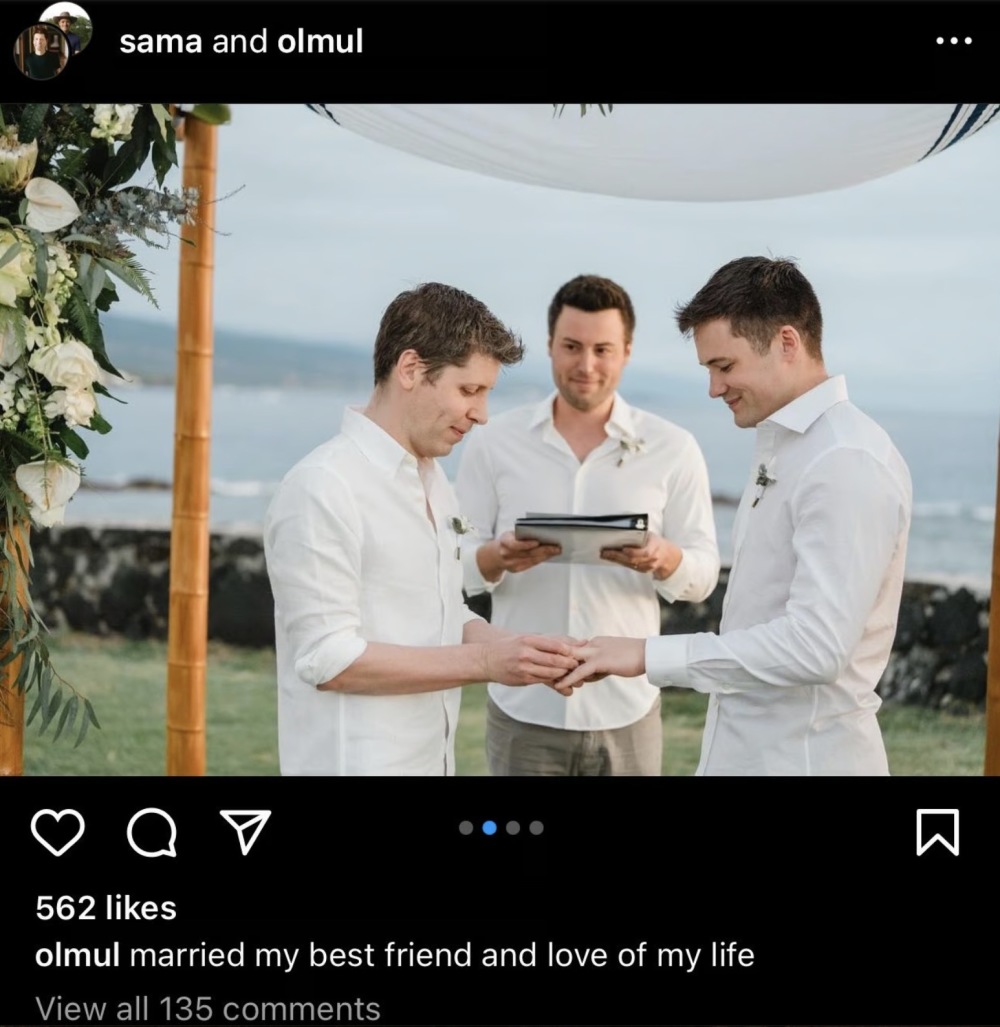 sama and olmul
562 likes
olmul married my best friend and love of my life
View all 135 comments